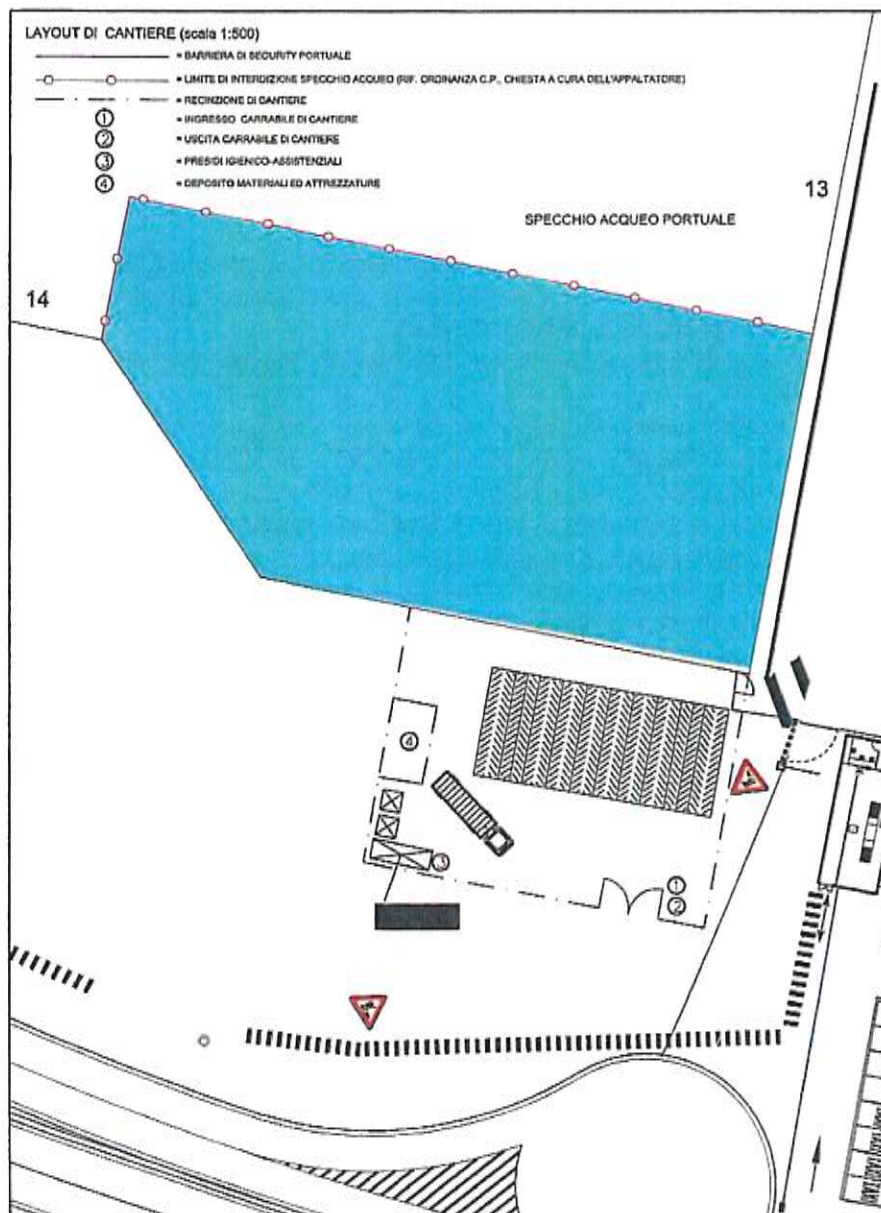 LAYOUT DI CANTIERE (scala 1:500)
= BARRIERA DI SECURITY PORTUALE
= LIMITE DI INTERDIZIONE SPECCHIO ACQUEO (RIF. ORDINANZA C.P., CHIESTA A CURA DELL'APPALTATORE)
= RECINZIONE DI CANTIERE
1 = INGRESSO CARRABILE DI CANTIERE
2 = USCITA CARRABILE DI CANTIERE
3 = PRESIDI IGIENICO-ASSISTENZIALI
4 = DEPOSITO MATERIALI ED ATTREZZATURE
13
SPECCHIO ACQUEO PORTUALE
14
4
3
1
2